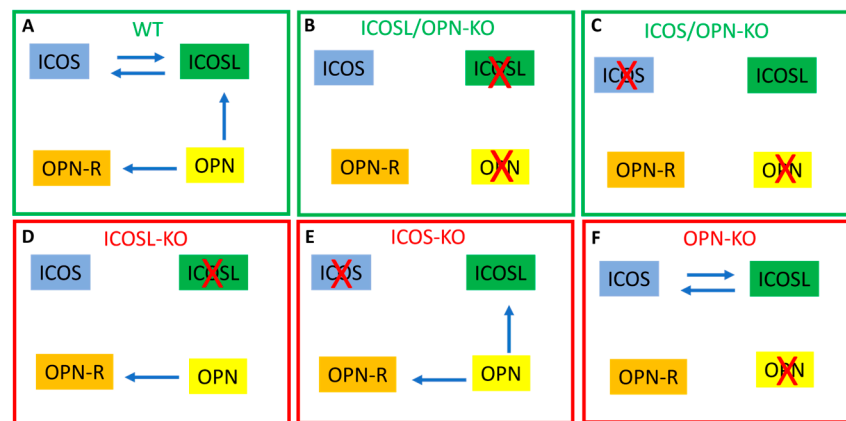 A
WT
ICOS
ICOSL
OPN-R
OPN
B
ICOSL/OPN-KO
ICOS
ICOSL
OPN-R
OPN
C
ICOS/OPN-KO
ICOS
ICOSL
OPN-R
OPN
D
ICOSL-KO
ICOS
ICOSL
OPN-R
OPN
E
ICOS-KO
ICOS
ICOSL
OPN-R
OPN
F
OPN-KO
ICOS
ICOSL
OPN-R
OPN